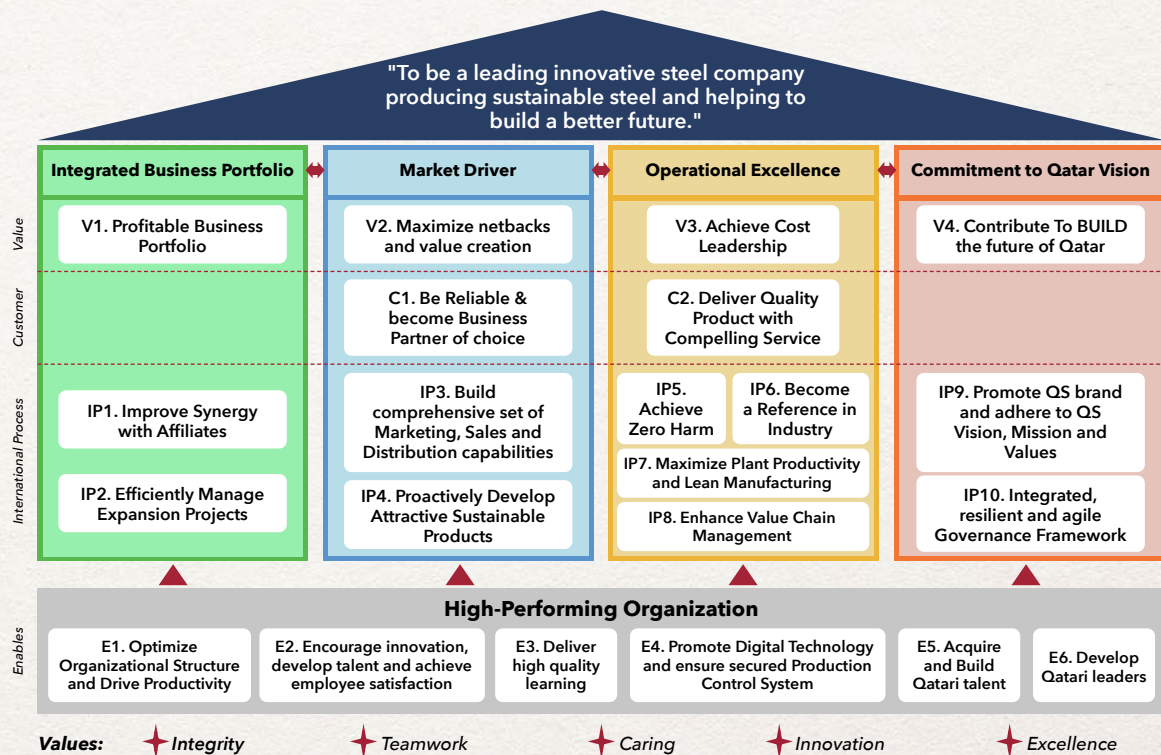 "To be a leading innovative steel company
producing sustainable steel and helping to
build a better future."
Integrated Business Portfolio
Market Driver
Operational Excellence
Commitment to Qatar Vision
Value
V1. Profitable Business
Portfolio
V2. Maximize netbacks
and value creation
V3. Achieve Cost
Leadership
V4. Contribute To BUILD
the future of Qatar
Customer
C1. Be Reliable &
become Business
Partner of choice
C2. Deliver Quality
Product with
Compelling Service
International Process
IP1. Improve Synergy
with Affiliates
IP2. Efficiently Manage
Expansion Projects
IP3. Build
comprehensive set of
Marketing, Sales and
Distribution capabilities
IP4. Proactively Develop
Attractive Sustainable
Products
IP5.
Achieve
Zero Harm
IP6. Become
a Reference in
Industry
IP7. Maximize Plant Productivity
and Lean Manufacturing
IP8. Enhance Value Chain
Management
IP9. Promote QS brand
and adhere to QS
Vision, Mission and
Values
IP10. Integrated,
resilient and agile
Governance Framework
Enables
High-Performing Organization
E1. Optimize
Organizational Structure
and Drive Productivity
E2. Encourage innovation,
develop talent and achieve
employee satisfaction
E3. Deliver
high quality
learning
E4. Promote Digital Technology
and ensure secured Production
Control System
E5. Acquire
and Build
Qatari talent
E6. Develop
Qatari leaders
Values:
Integrity
Teamwork
Caring
Innovation
Excellence